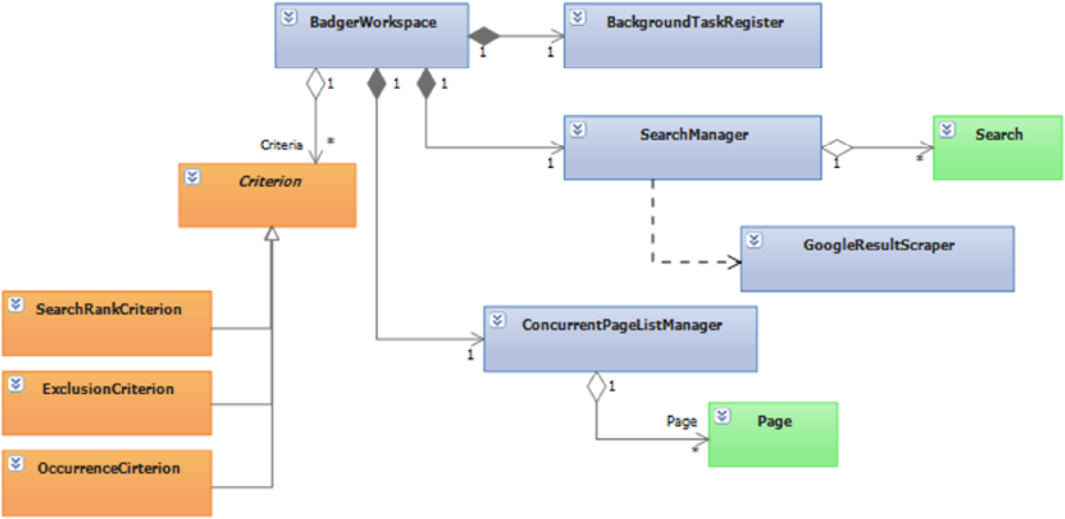 BadgerWorkspace
BackgroundTaskRegister
1
1
1
1
1
SearchManager
Search
1
1
*
Criteria
*
Criterion
GoogleResultScraper
SearchRankCriterion
ConcurrentPageListManager
1
ExclusionCriterion
1
Page
*
Page
OccurrenceCirterion